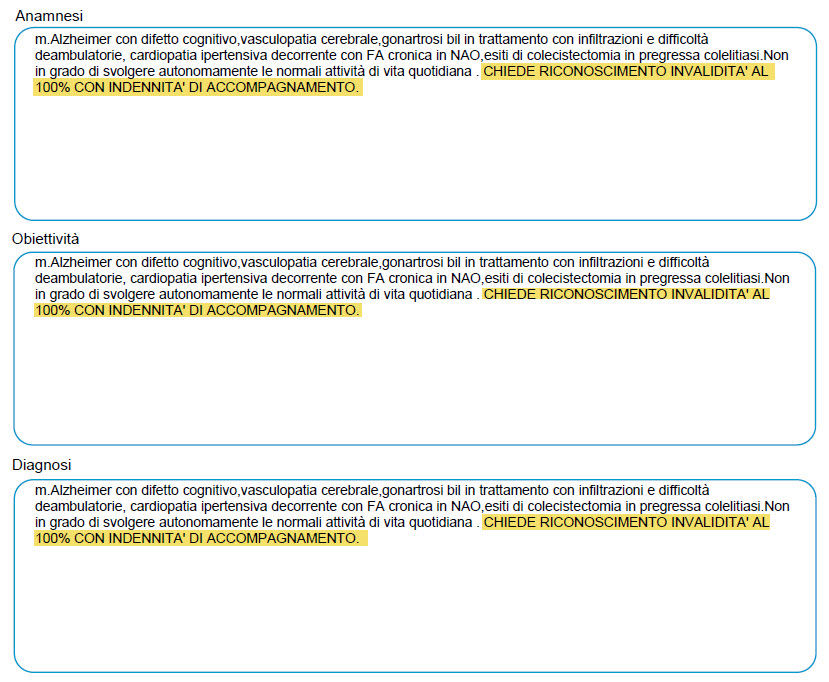 Anamnesi
m.Alzheimer con difetto cognitivo,vasculopatia cerebrale,gonartrosi bil in trattamento con infiltrazioni e difficoltà
deambulatorie, cardiopatia ipertensiva decorrente con FA cronica in NAO,esiti di colecistectomia in pregressa colelitiasi.Non
in grado di svolgere autonomamente le normali attività di vita quotidiana . CHIEDE RICONOSCIMENTO INVALIDITA' AL
100% CON INDENNITA' DI ACCOMPAGNAMENTO.
Obiettività
m.Alzheimer con difetto cognitivo,vasculopatia cerebrale,gonartrosi bil in trattamento con infiltrazioni e difficoltà
deambulatorie, cardiopatia ipertensiva decorrente con FA cronica in NAO,esiti di colecistectomia in pregressa colelitiasi.Non
in grado di svolgere autonomamente le normali attività di vita quotidiana . CHIEDE RICONOSCIMENTO INVALIDITA' AL
100% CON INDENNITA' DI ACCOMPAGNAMENTO.
Diagnosi
m.Alzheimer con difetto cognitivo,vasculopatia cerebrale,gonartrosi bil in trattamento con infiltrazioni e difficoltà
deambulatorie, cardiopatia ipertensiva decorrente con FA cronica in NAO,esiti di colecistectomia in pregressa colelitiasi.Non
in grado di svolgere autonomamente le normali attività di vita quotidiana . CHIEDE RICONOSCIMENTO INVALIDITA' AL
100% CON INDENNITA' DI ACCOMPAGNAMENTO.